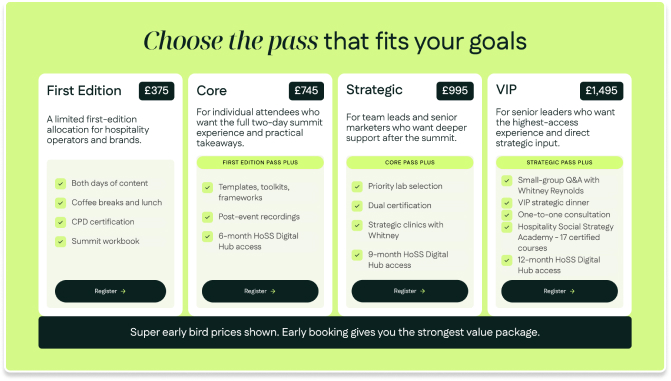 Choose the pass that fits your goals
First Edition
£375
A limited first-edition
allocation for hospitality
operators and brands.
Both days of content
Coffee breaks and lunch
CPD certification
Summit workbook
Register →
Core
£745
For individual attendees who
want the full two-day summit
experience and practical
takeaways.
FIRST EDITION PASS PLUS
Templates, toolkits,
frameworks
Post-event recordings
6-month HoSS Digital
Hub access
Register →
Strategic
£995
For team leads and senior
marketers who want deeper
support after the summit.
CORE PASS PLUS
Priority lab selection
Dual certification
Strategic clinics with
Whitney
9-month HoSS Digital
Hub access
Register →
VIP
£1,495
For senior leaders who want
the highest-access
experience and direct
strategic input.
STRATEGIC PASS PLUS
Small-group Q&A with
Whitney Reynolds
VIP strategic dinner
One-to-one consultation
Hospitality Social Strategy
Academy - 17 certified
courses
12-month HoSS Digital
Hub access
Register →
Super early bird prices shown. Early booking gives you the strongest value package.